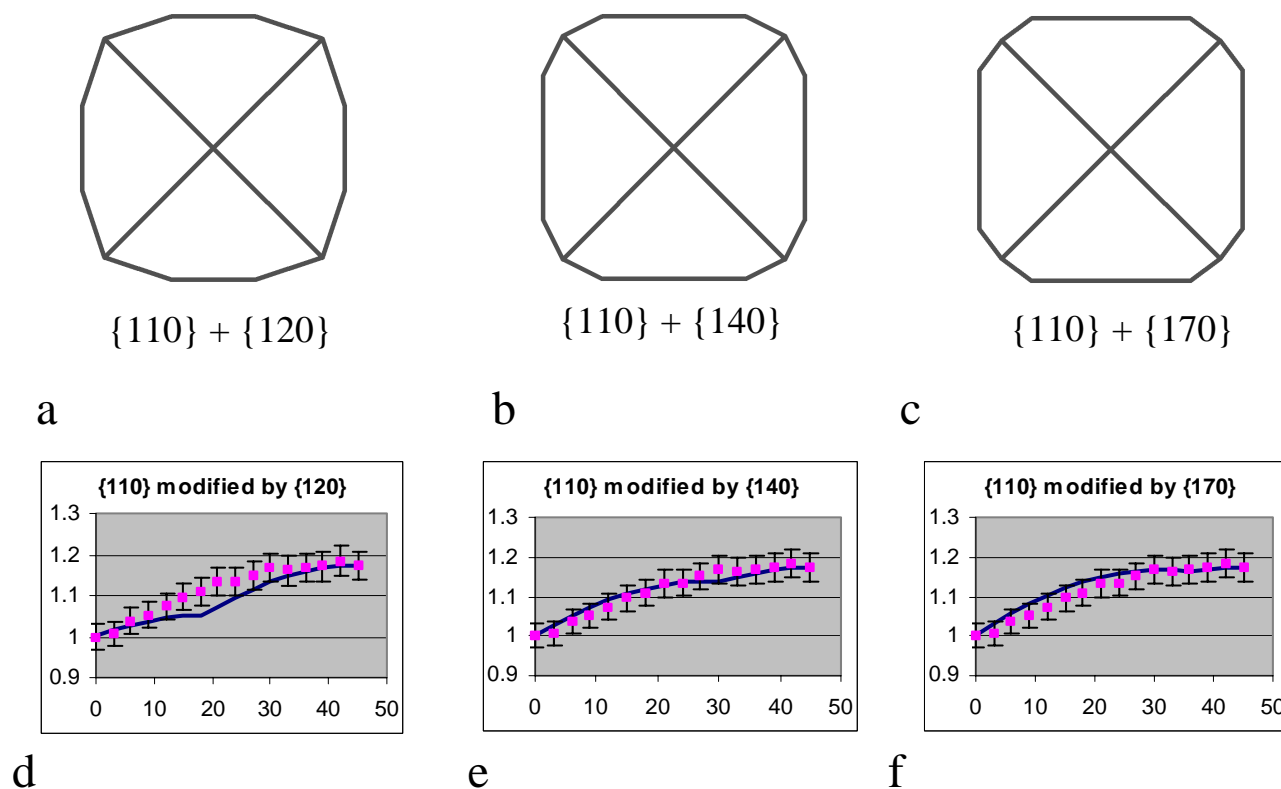 {110} + {120}
{110} + {140}
{110} + {170}
a
b
c
{110} modified by {120}
1.3
1.2
1.1
1
0.9
0 10 20 30 40 50
d
{110} modified by {140}
1.3
1.2
1.1
1
0.9
0 10 20 30 40 50
e
{110} modified by {170}
1.3
1.2
1.1
1
0.9
0 10 20 30 40 50
f